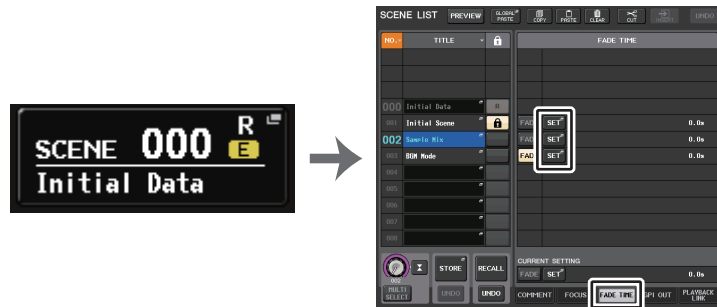 SCENE 000 R E
Initial Data
SCENE LIST PREVIEW GLOBAL PASTE COPY PASTE CLEAR CUT INSERT UNDO
NO. TITLE FADE TIME
000 Initial Data R
001 Initial Scene FADE SET 0.0s
002 Sample Mix FADE SET 0.0s
003 BGM Mode FADE SET 0.0s
004
005
006
007
008
CURRENT SETTING
STORE RECALL FADE SET 0.0s
002
MULTI SELECT UNDO UNDO COMMENT FOCUS FADE TIME GPI OUT PLAYBACK LINK